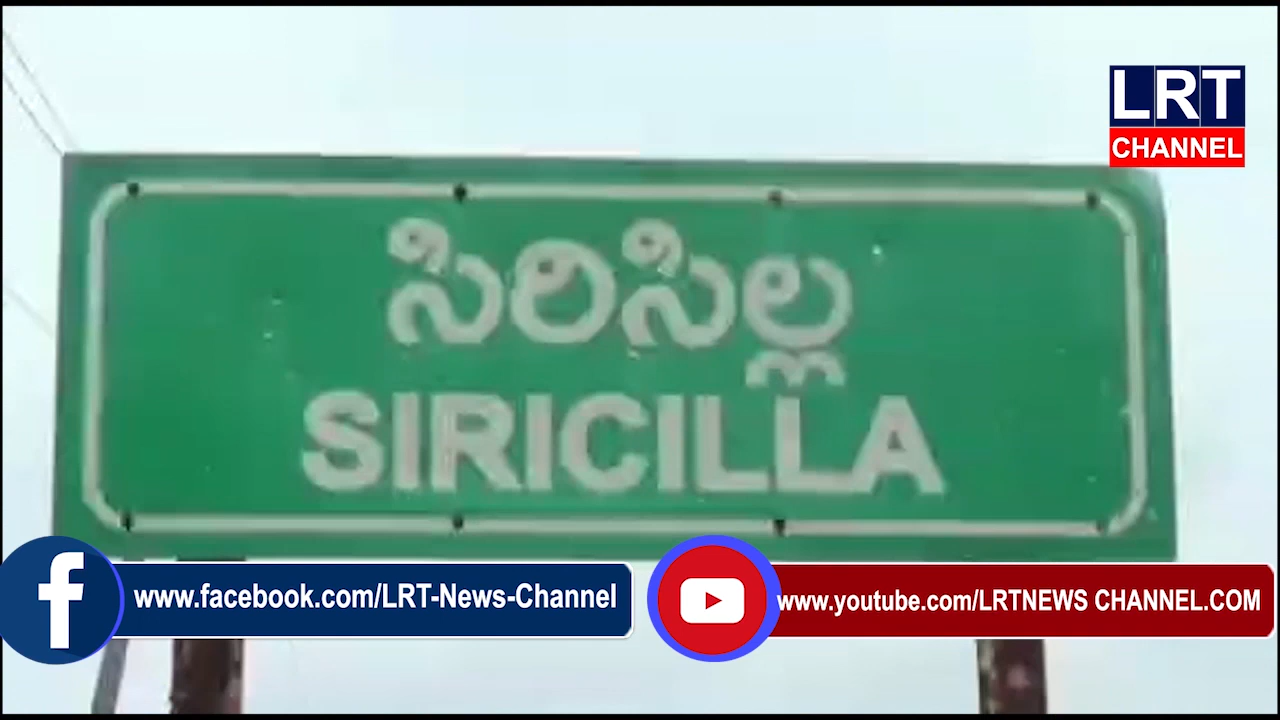 LRT
CHANNEL
సిరిసిల్ల
SIRICILLA
www.facebook.com/LRT-News-Channel
www.youtube.com/LRTNEWS CHANNEL.COM